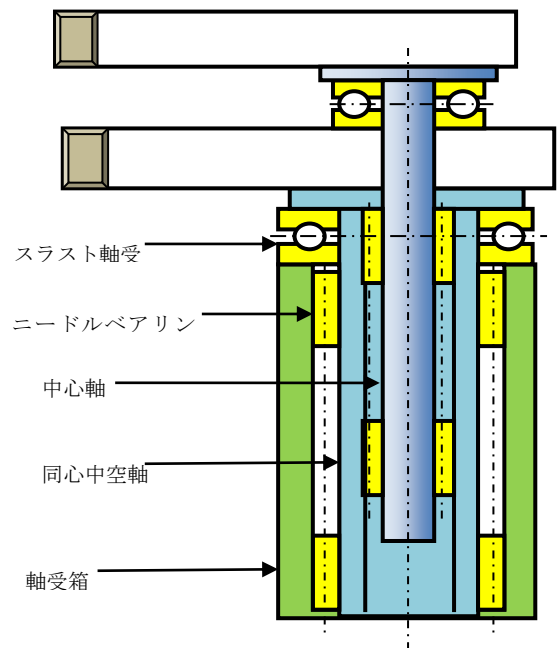 スラスト軸受
ニードルベアリン
中心軸
同心中空軸
軸受箱